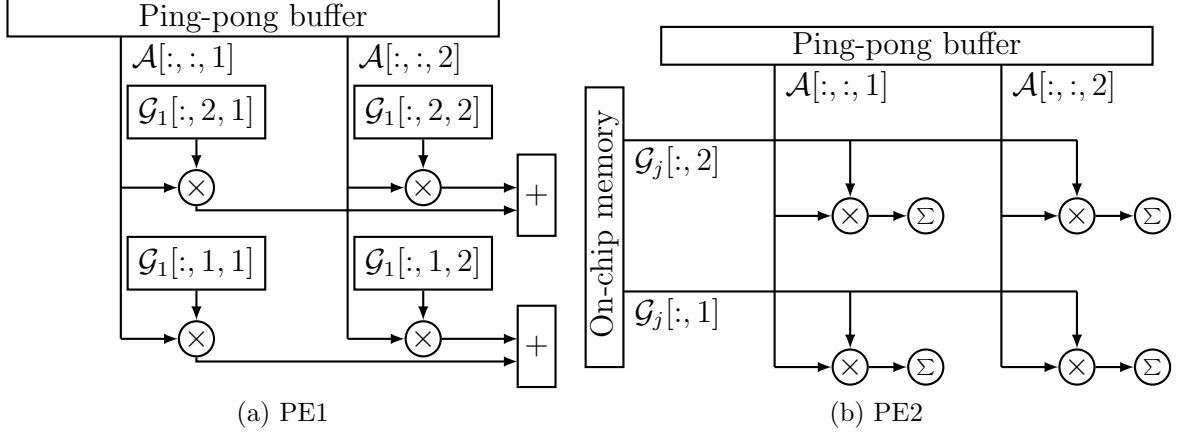 Ping-pong buffer
𝒜[:,:,1]
𝒜[:,:,2]
𝒢₁[:,2,1]
𝒢₁[:,2,2]
×
×
+
𝒢₁[:,1,1]
𝒢₁[:,1,2]
×
×
+
(a) PE1
Ping-pong buffer
𝒜[:,:,1]
𝒜[:,:,2]
On-chip memory
𝒢ⱼ[:,2]
×
Σ
×
Σ
𝒢ⱼ[:,1]
×
Σ
×
Σ
(b) PE2